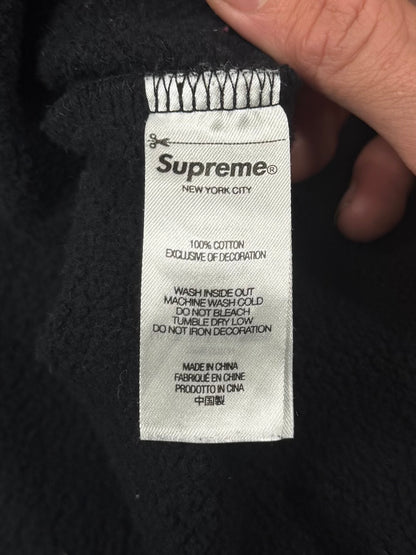 Supreme®
NEW YORK CITY
100% COTTON
EXCLUSIVE OF DECORATION
WASH INSIDE OUT
MACHINE WASH COLD
DO NOT BLEACH
TUMBLE DRY LOW
DO NOT IRON DECORATION
MADE IN CHINA
FABRIQUÉ EN CHINE
PRODOTTO IN CINA
中国製